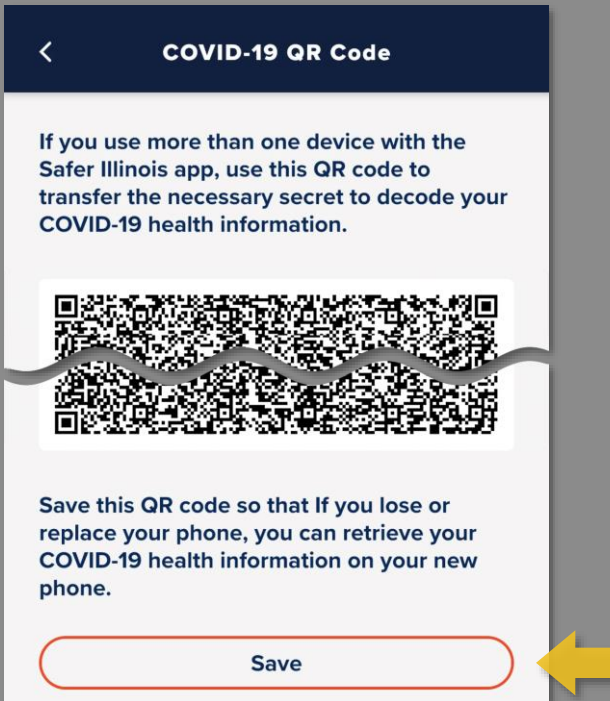 COVID-19 QR Code
If you use more than one device with the
Safer Illinois app, use this QR code to
transfer the necessary secret to decode your
COVID-19 health information.
Save this QR code so that If you lose or
replace your phone, you can retrieve your
COVID-19 health information on your new
phone.
Save